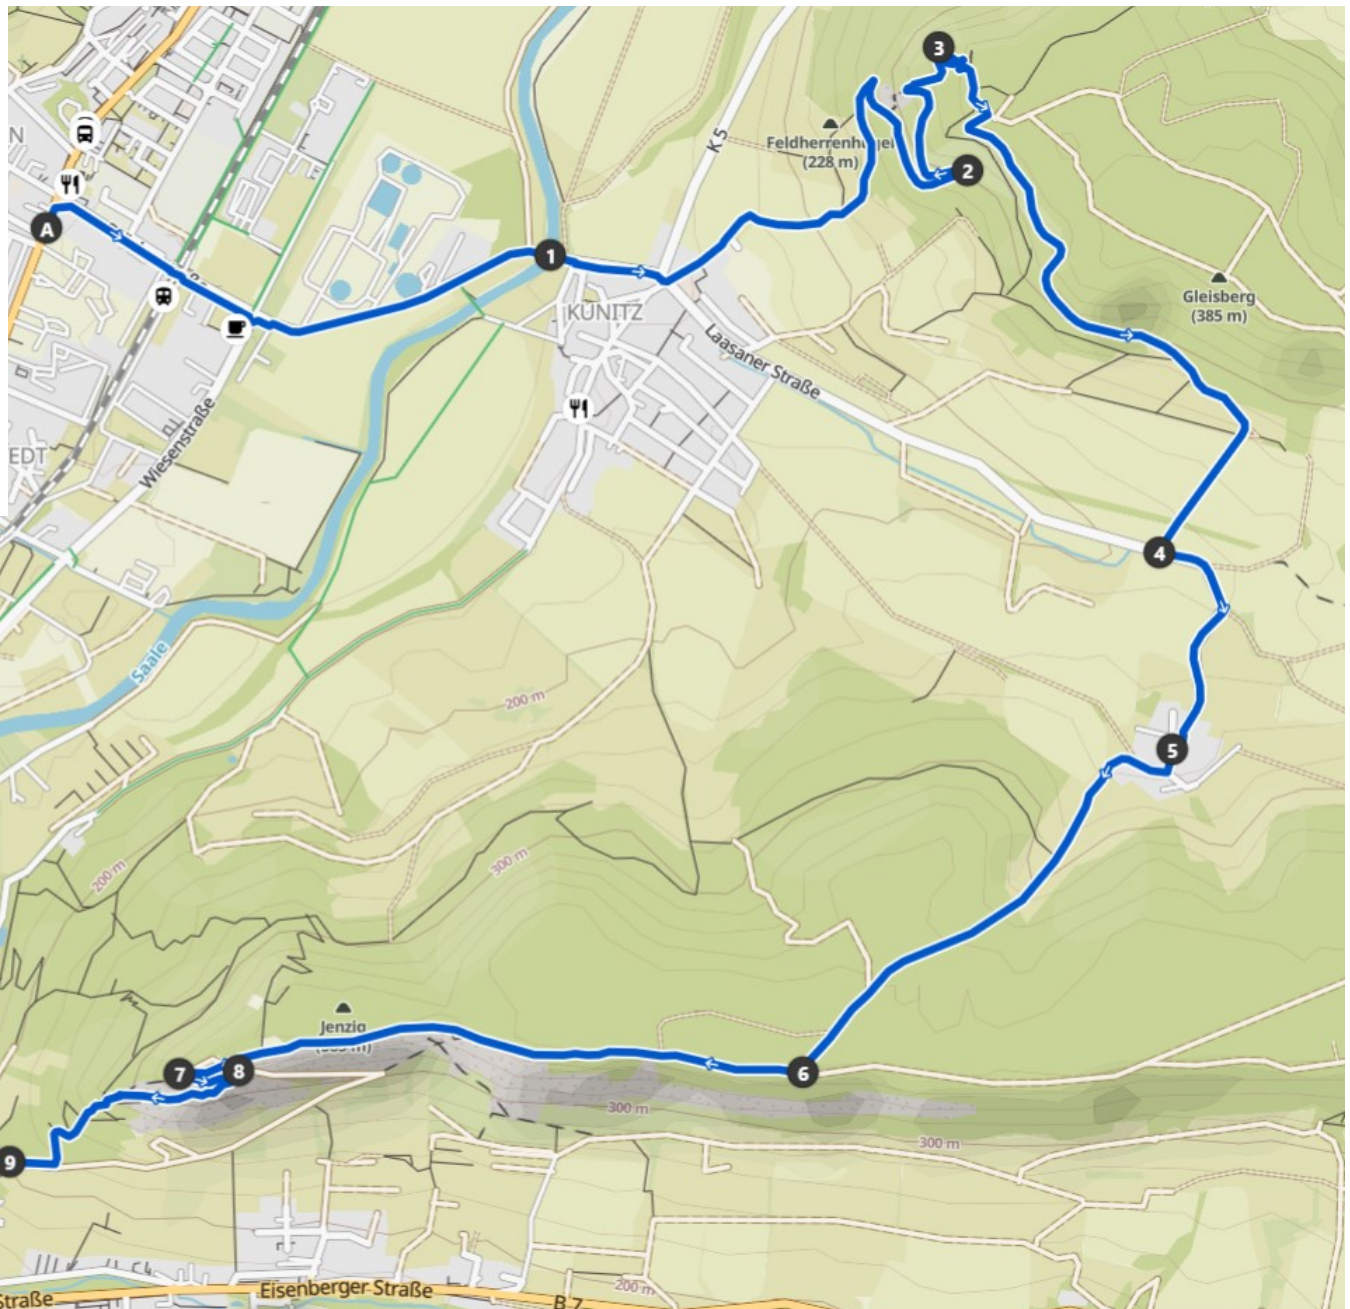 3
K 5
N
Feldherrenhügel
(228 m)
2
A
1
Gleisberg
(385 m)
KUNITZ
Laasaner Straße
EDT
Wiesenstraße
4
Saale
200 m
5
300 m
200 m
Jenzig
7
8
6
300 m
300 m
9
200 m
Eisenberger Straße
B 7
Straße